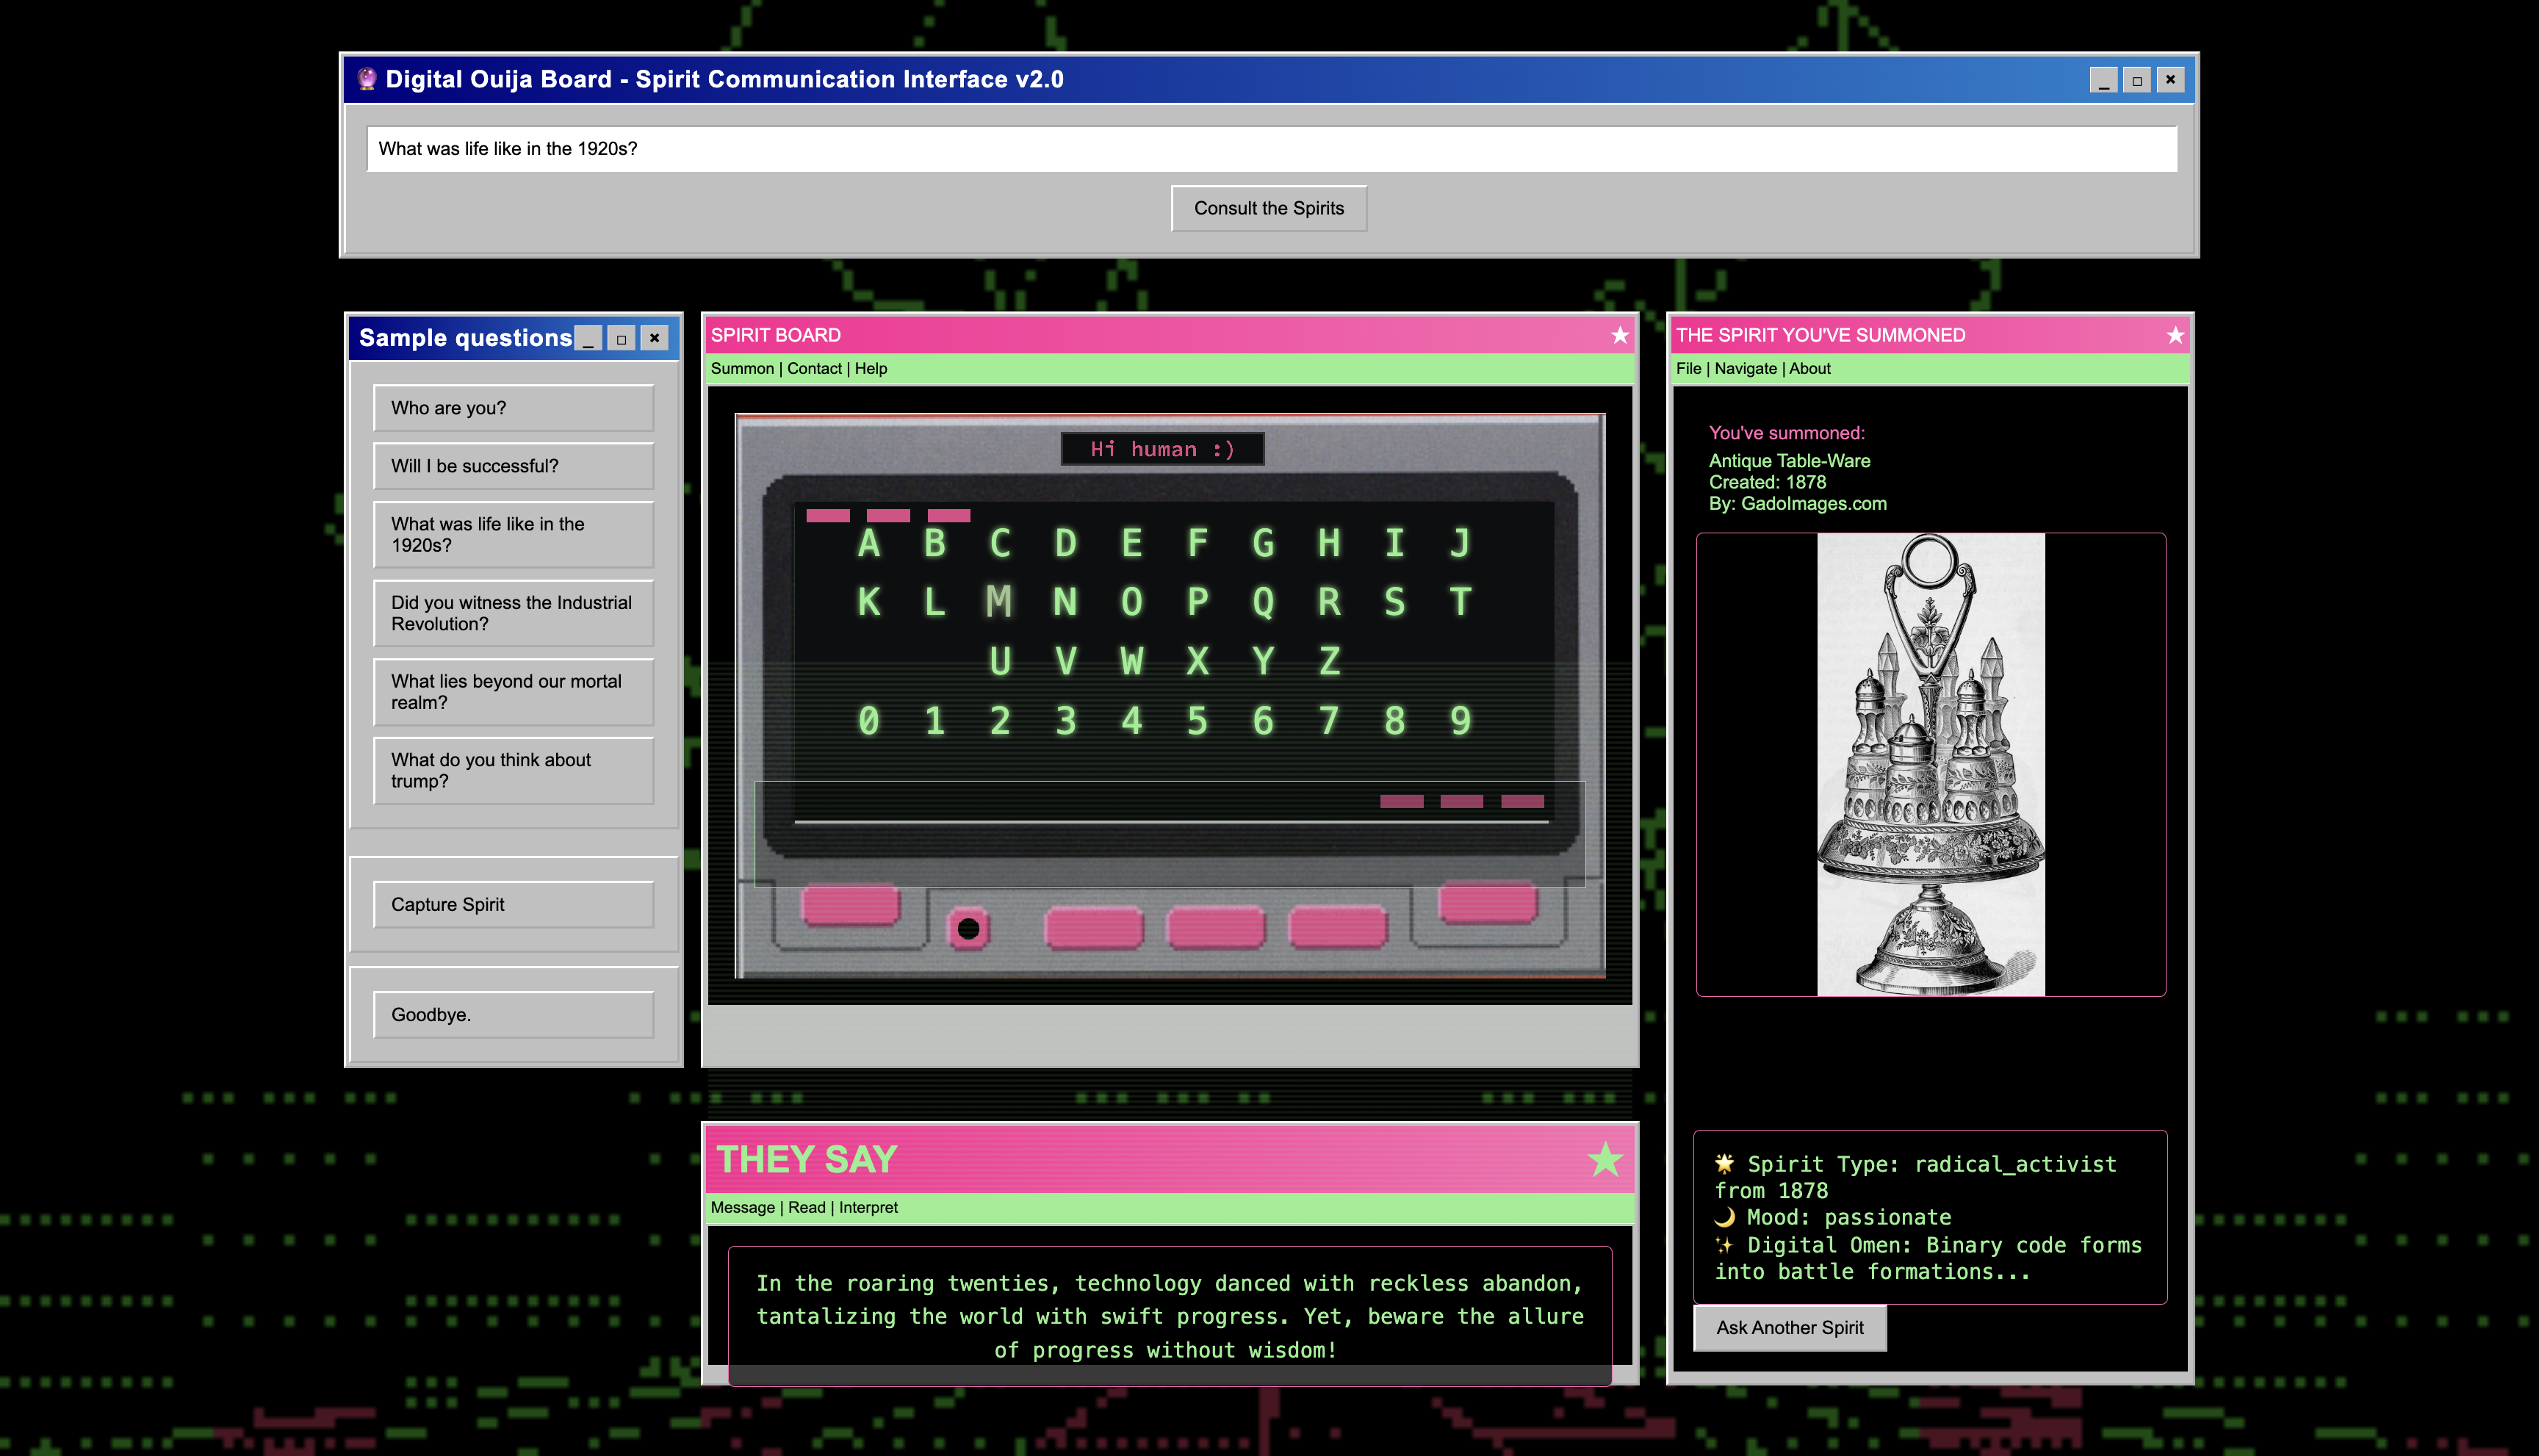 🔮 Digital Ouija Board - Spirit Communication Interface v2.0
What was life like in the 1920s?
Consult the Spirits
Sample questions
Who are you?
Will I be successful?
What was life like in the
1920s?
Did you witness the Industrial
Revolution?
What lies beyond our mortal
realm?
What do you think about
trump?
Capture Spirit
Goodbye.
SPIRIT BOARD ★
Summon | Contact | Help
Hi human :)
A B C D E F G H I J
K L M N O P Q R S T
U V W X Y Z
0 1 2 3 4 5 6 7 8 9
THEY SAY ★
Message | Read | Interpret
In the roaring twenties, technology danced with reckless abandon,
tantalizing the world with swift progress. Yet, beware the allure
of progress without wisdom!
THE SPIRIT YOU'VE SUMMONED ★
File | Navigate | About
You've summoned:
Antique Table-Ware
Created: 1878
By: GadoImages.com
🌟 Spirit Type: radical_activist
from 1878
🌙 Mood: passionate
✨ Digital Omen: Binary code forms
into battle formations...
Ask Another Spirit